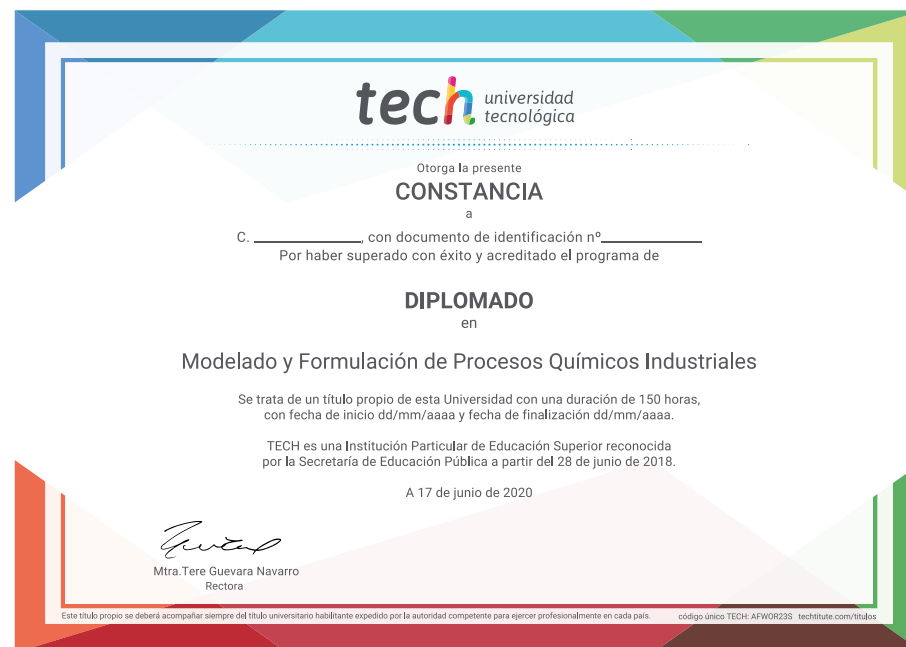 tech universidad
tecnológica
Otorga la presente
CONSTANCIA
a
C. ____________, con documento de identificación nº____________
Por haber superado con éxito y acreditado el programa de
DIPLOMADO
en
Modelado y Formulación de Procesos Químicos Industriales
Se trata de un título propio de esta Universidad con una duración de 150 horas,
con fecha de inicio dd/mm/aaaa y fecha de finalización dd/mm/aaaa.
TECH es una Institución Particular de Educación Superior reconocida
por la Secretaría de Educación Pública a partir del 28 de junio de 2018.
A 17 de junio de 2020
Mtra.Tere Guevara Navarro
Rectora
Este título propio se deberá acompañar siempre del título universitario habilitante expedido por la autoridad competente para ejercer profesionalmente en cada país. código único TECH: AFWOR23S techtitute.com/titulos